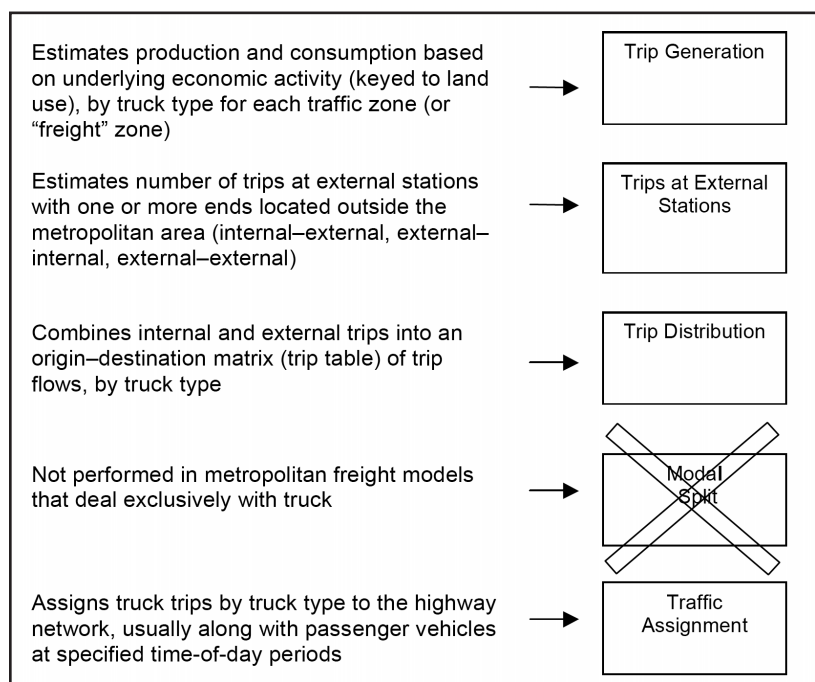 Estimates production and consumption based
on underlying economic activity (keyed to land
use), by truck type for each traffic zone (or
“freight” zone)
Trip Generation
Estimates number of trips at external stations
with one or more ends located outside the
metropolitan area (internal–external, external–
internal, external–external)
Trips at External
Stations
Combines internal and external trips into an
origin–destination matrix (trip table) of trip
flows, by truck type
Trip Distribution
Not performed in metropolitan freight models
that deal exclusively with truck
Modal
Split
Assigns truck trips by truck type to the highway
network, usually along with passenger vehicles
at specified time-of-day periods
Traffic
Assignment